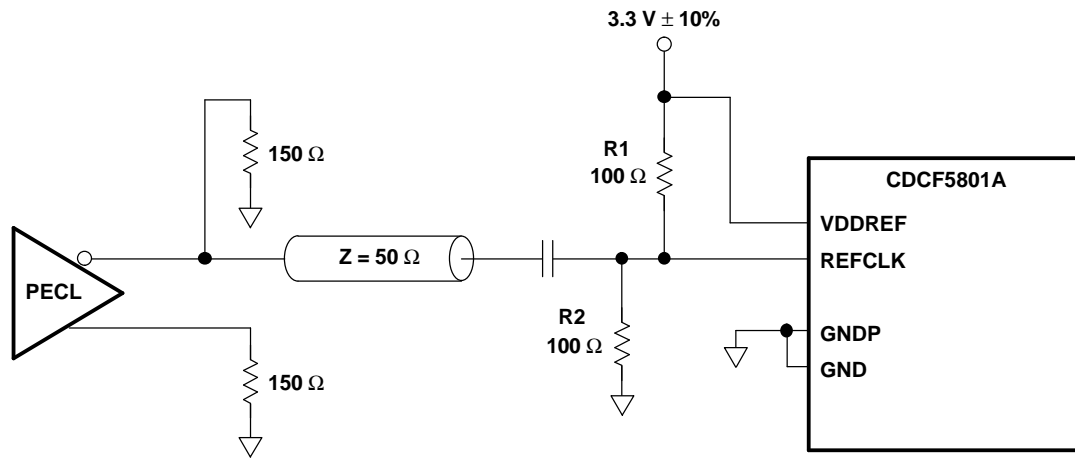 3.3 V ± 10%
150 Ω
R1
100 Ω
CDCF5801A
VDDREF
REFCLK
Z = 50 Ω
PECL
R2
100 Ω
GNDP
GND
150 Ω